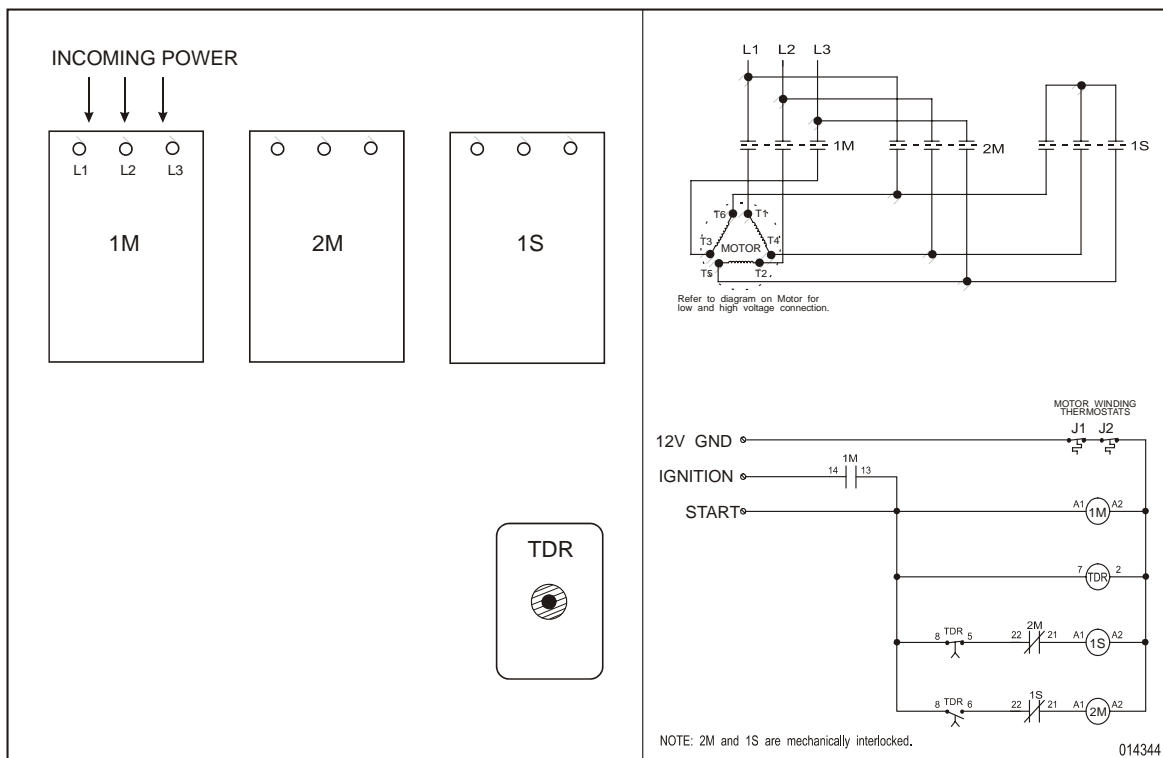 INCOMING POWER
L1 L2 L3
1M
2M
1S
TDR
L1 L2 L3
1M 2M 1S
T6 T1
T3 MOTOR T4
T5 T2
Refer to diagram on Motor for
low and high voltage connection.
MOTOR WINDING
THERMOSTATS
J1 J2
12V GND
1M
IGNITION 14 13
START A1 1M A2
7 TDR 2
TDR 2M
8 5 22 21 A1 1S A2
TDR 1S
8 6 22 21 A1 2M A2
NOTE: 2M and 1S are mechanically interlocked.
014344